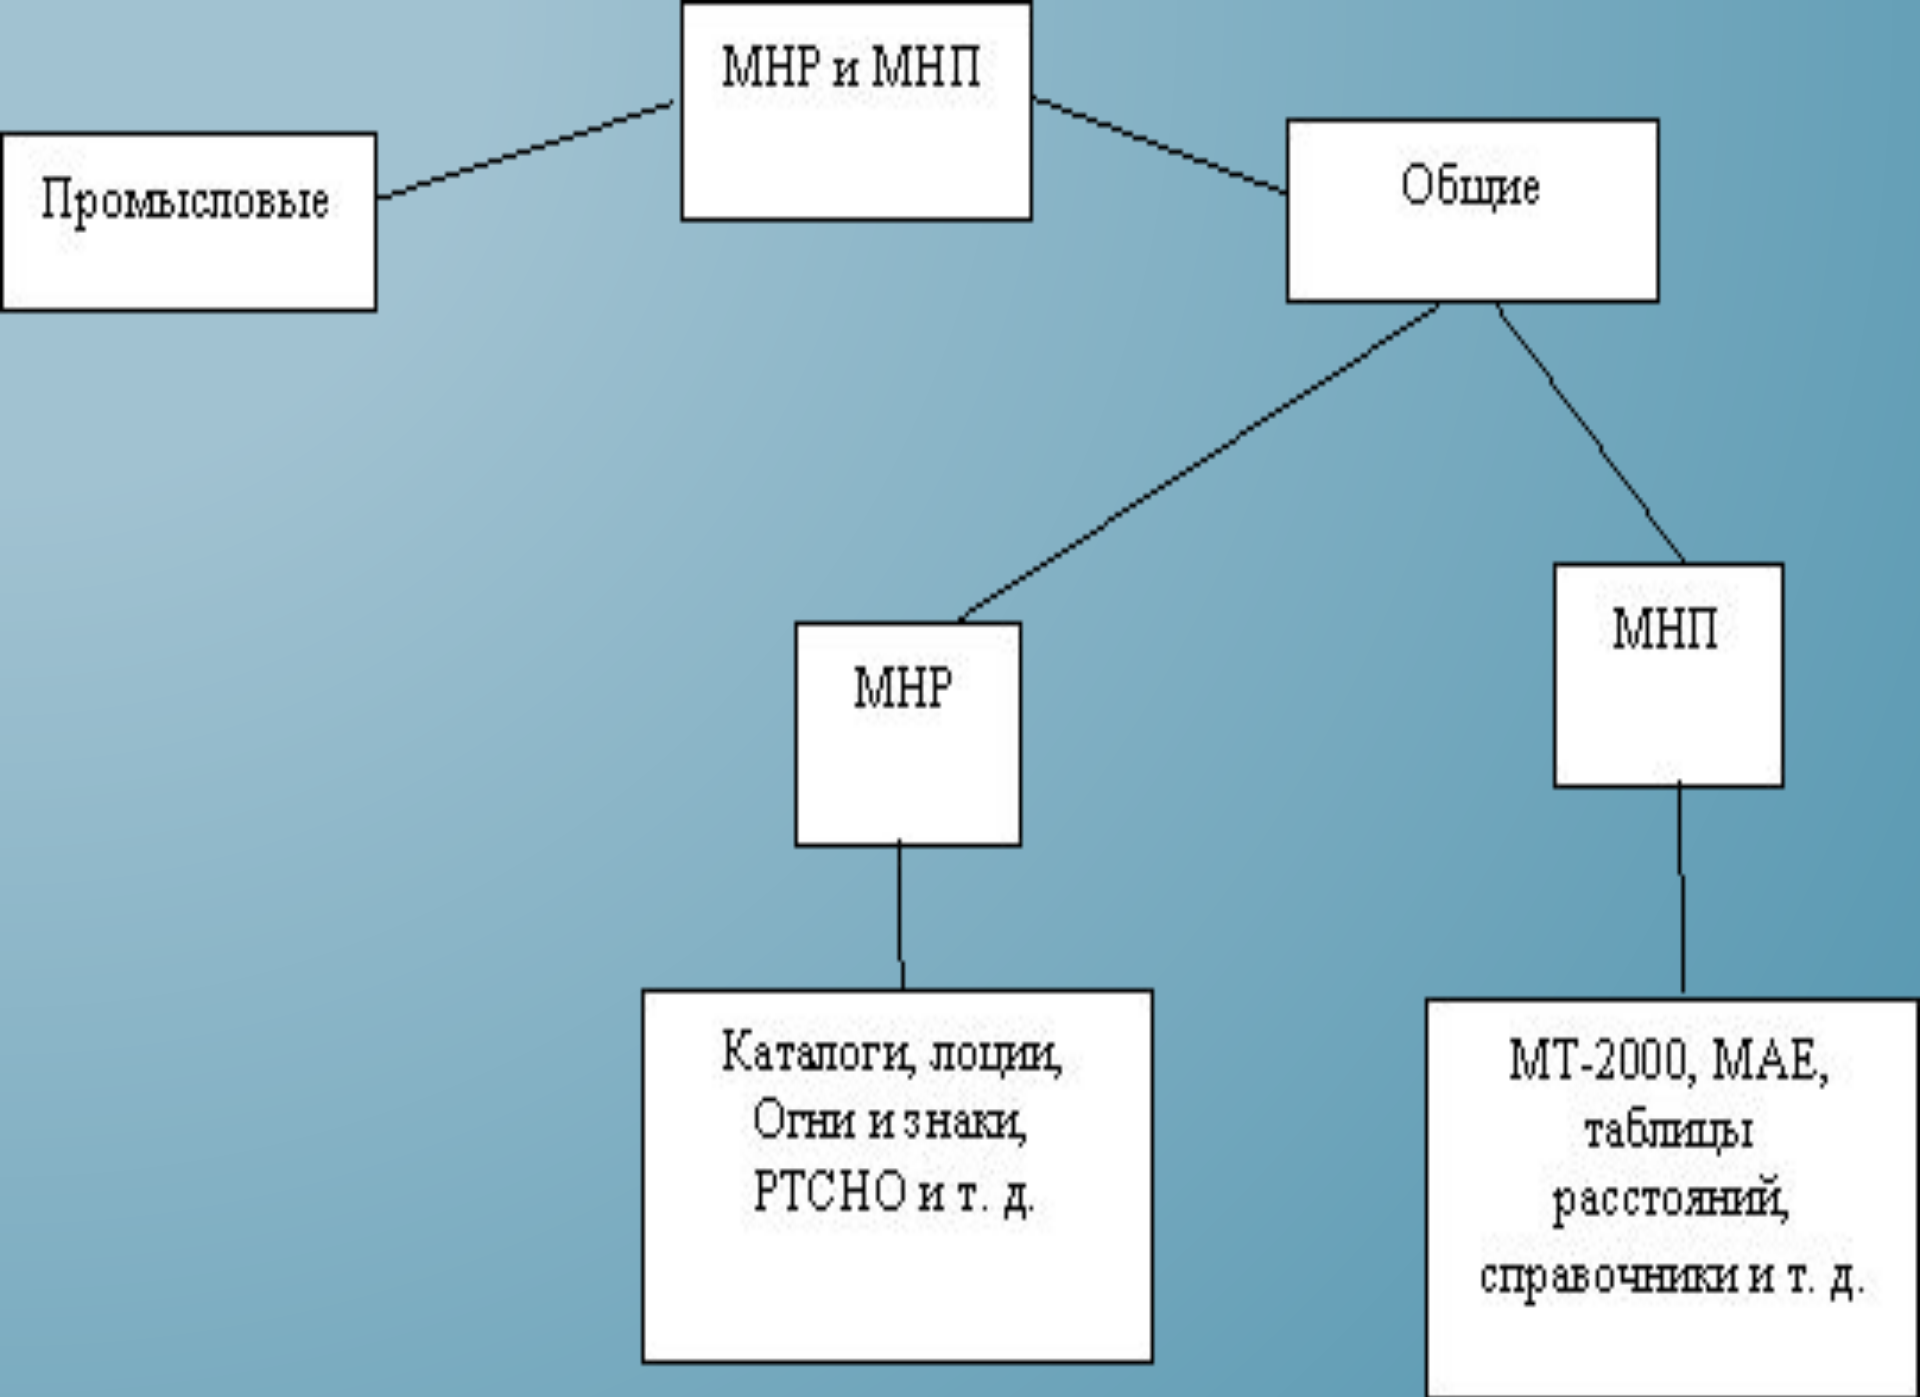 МНР и МНП
Промысловые
Общие
МНР
МНП
Каталоги, лоции,
Огни и знаки,
РТСНО и т. д.
МТ-2000, МАЕ,
таблицы
расстояний,
справочники и т. д.